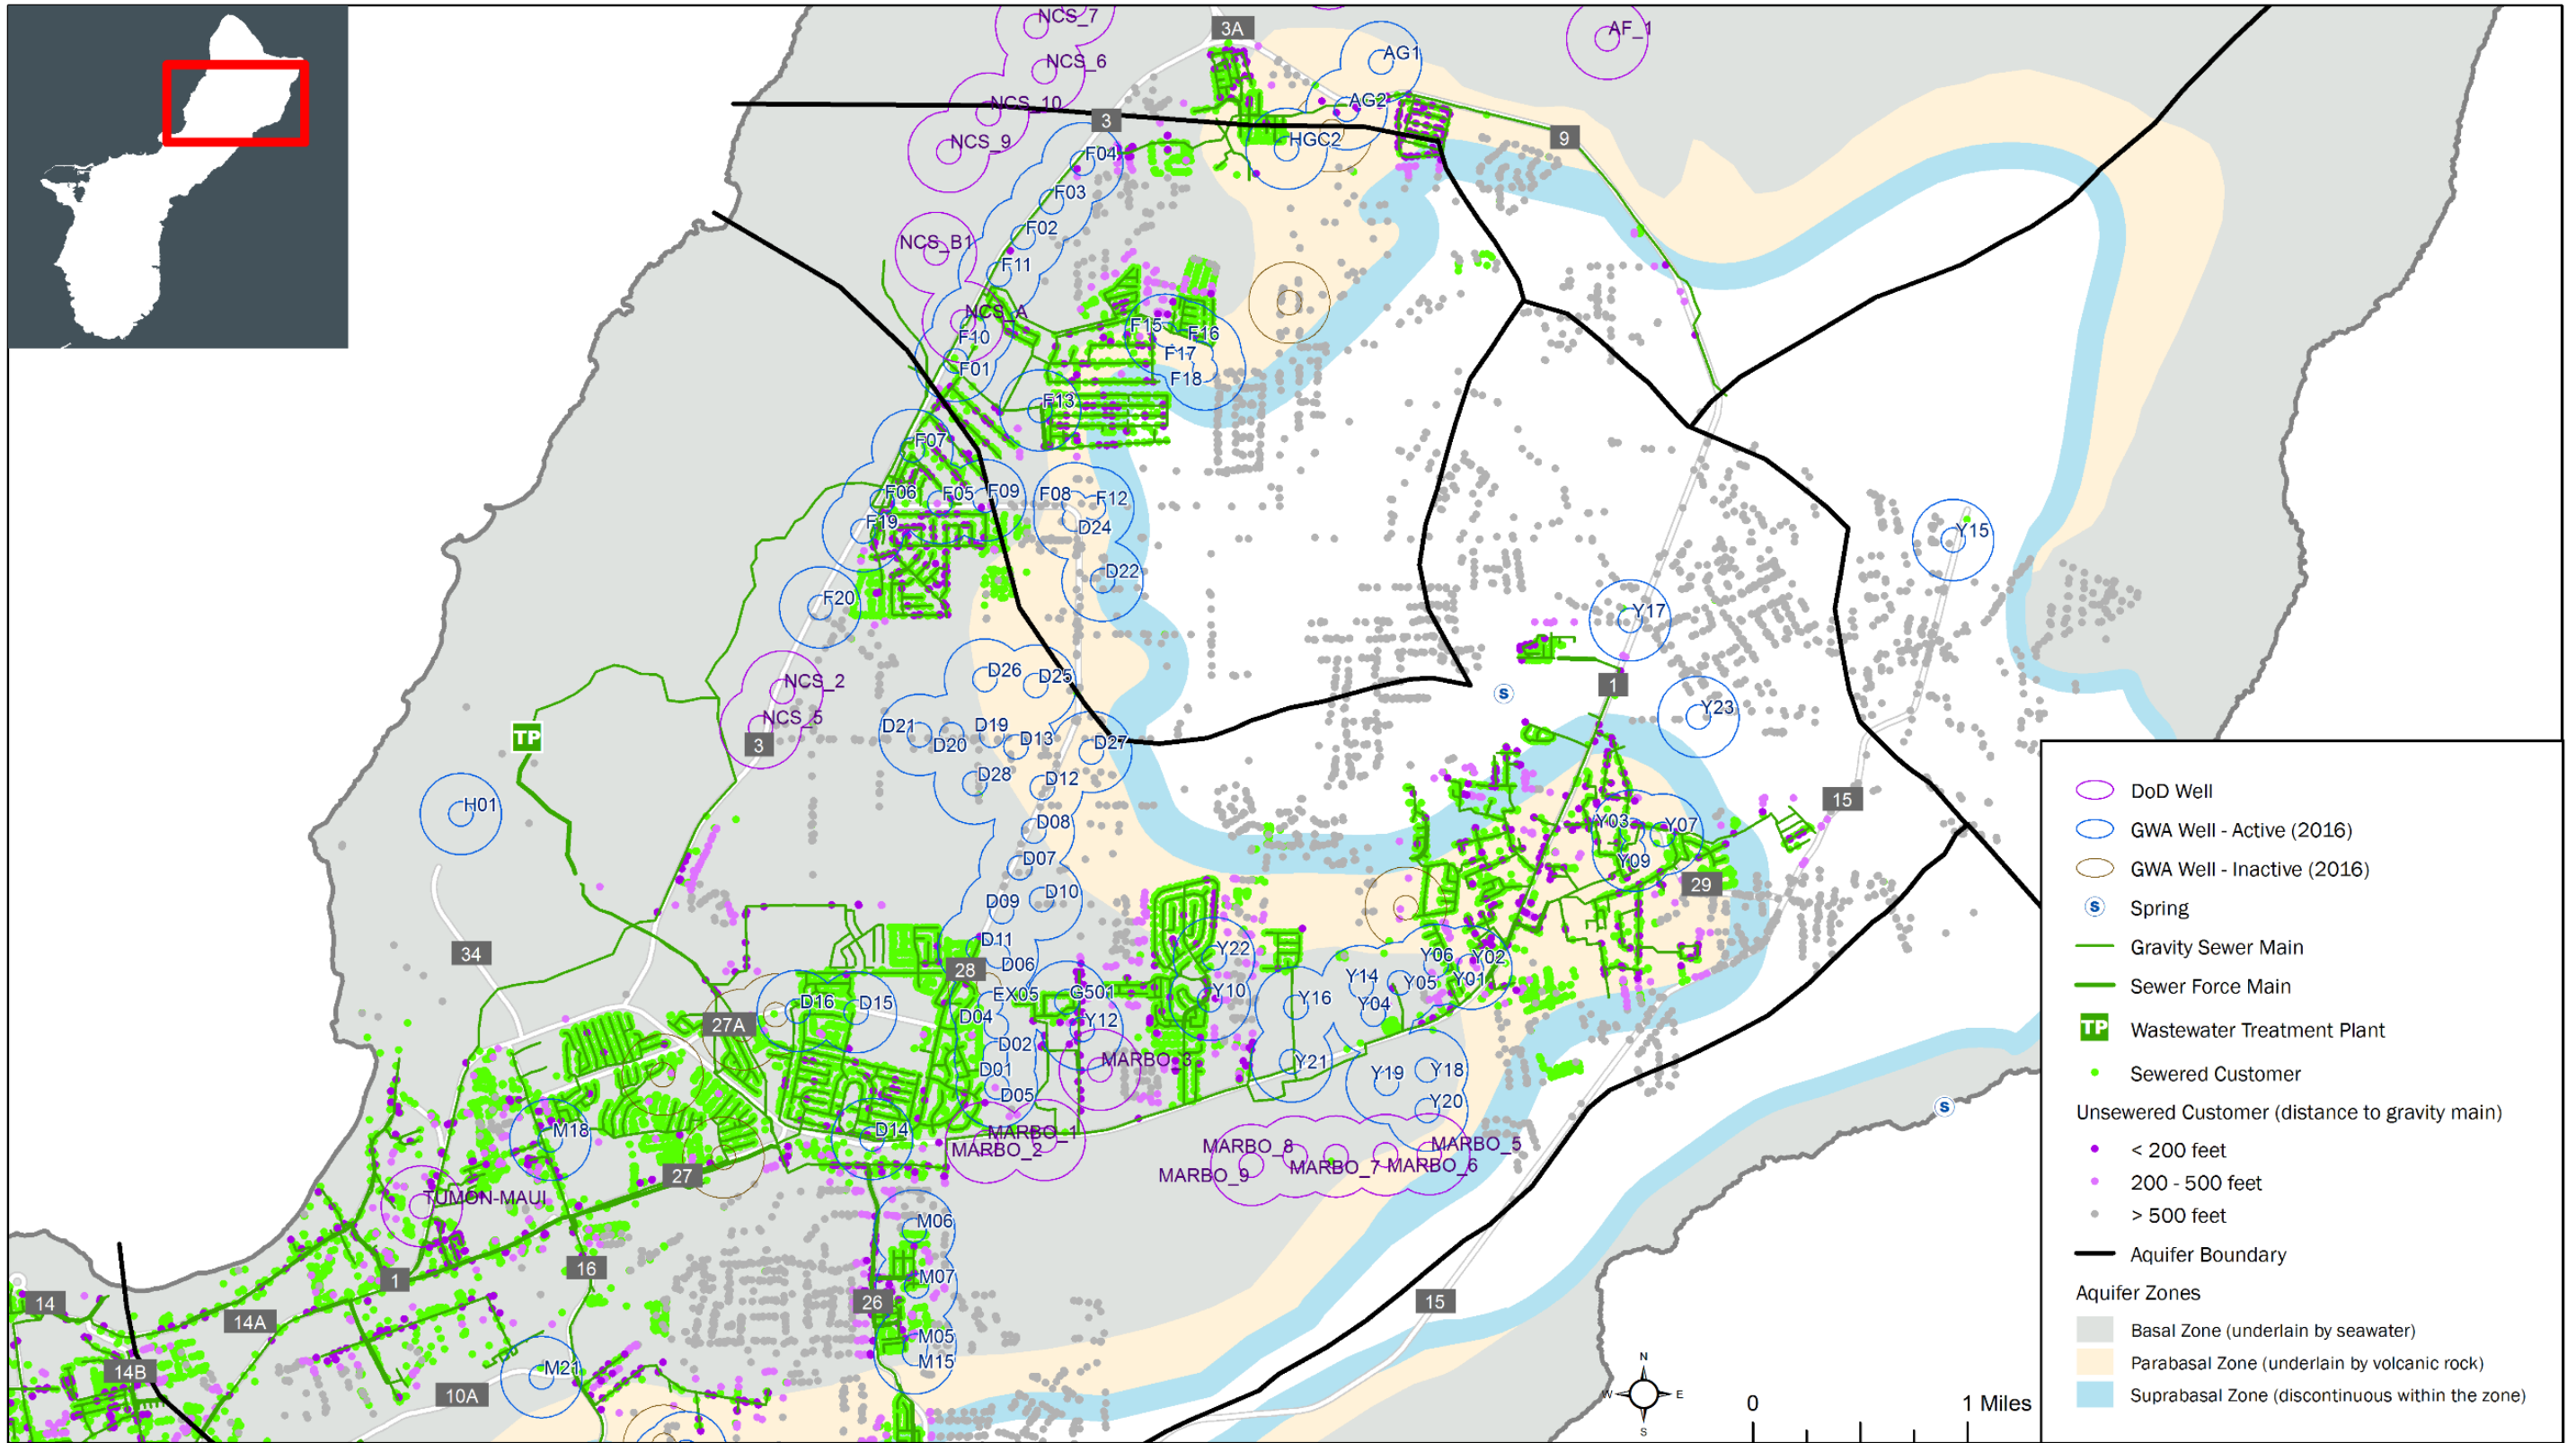 NCS_7
3A
AF_1
NCS_6
AG1
NCS_10
AG2
3
HGC2
9
NCS_9
F04
F03
F02
NCS_B1
F11
NCS_A
F10
F15
F16
F17
F01
F18
F13
F07
F06
F05
F09
F08
F12
F19
D24
Y15
D22
F20
Y17
D26
D25
NCS_2
1
S
NCS_5
D21
D20
D19
D13
D27
Y23
TP
3
D28
D12
H01
15
D08
Y03
Y07
D07
Y09
D10
D09
29
34
D11
28
D06
Y22
Y06
Y02
Y14
Y05
Y01
D16
D15
EX05
G501
Y10
Y16
Y04
27A
D04
Y12
D02
MARBO_3
Y21
D01
Y19
Y18
D05
Y20
M18
D14
MARBO_1
MARBO_2
MARBO_8
MARBO_5
MARBO_9
MARBO_7
MARBO_6
27
TUMON-MAUI
S
M06
16
1
M07
14
26
15
14A
M05
M15
14B
M21
10A
N
W
E
S
0
1 Miles
DoD Well
GWA Well - Active (2016)
GWA Well - Inactive (2016)
S Spring
Gravity Sewer Main
Sewer Force Main
TP Wastewater Treatment Plant
Sewered Customer
Unsewered Customer (distance to gravity main)
< 200 feet
200 - 500 feet
> 500 feet
Aquifer Boundary
Aquifer Zones
Basal Zone (underlain by seawater)
Parabasal Zone (underlain by volcanic rock)
Suprabasal Zone (discontinuous within the zone)